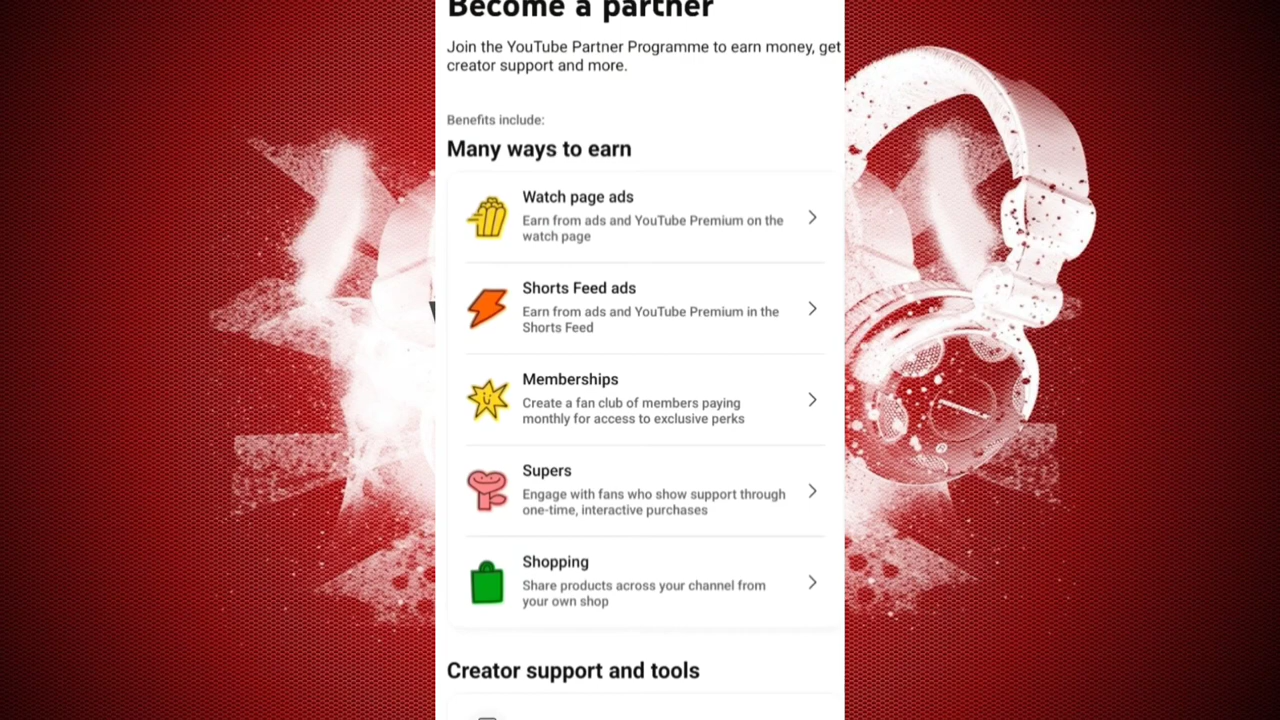 Become a partner
Join the YouTube Partner Programme to earn money, get
creator support and more.
Benefits include:
Many ways to earn
Watch page ads
Earn from ads and YouTube Premium on the
watch page
Shorts Feed ads
Earn from ads and YouTube Premium in the
Shorts Feed
Memberships
Create a fan club of members paying
monthly for access to exclusive perks
Supers
Engage with fans who show support through
one-time, interactive purchases
Shopping
Share products across your channel from
your own shop
Creator support and tools